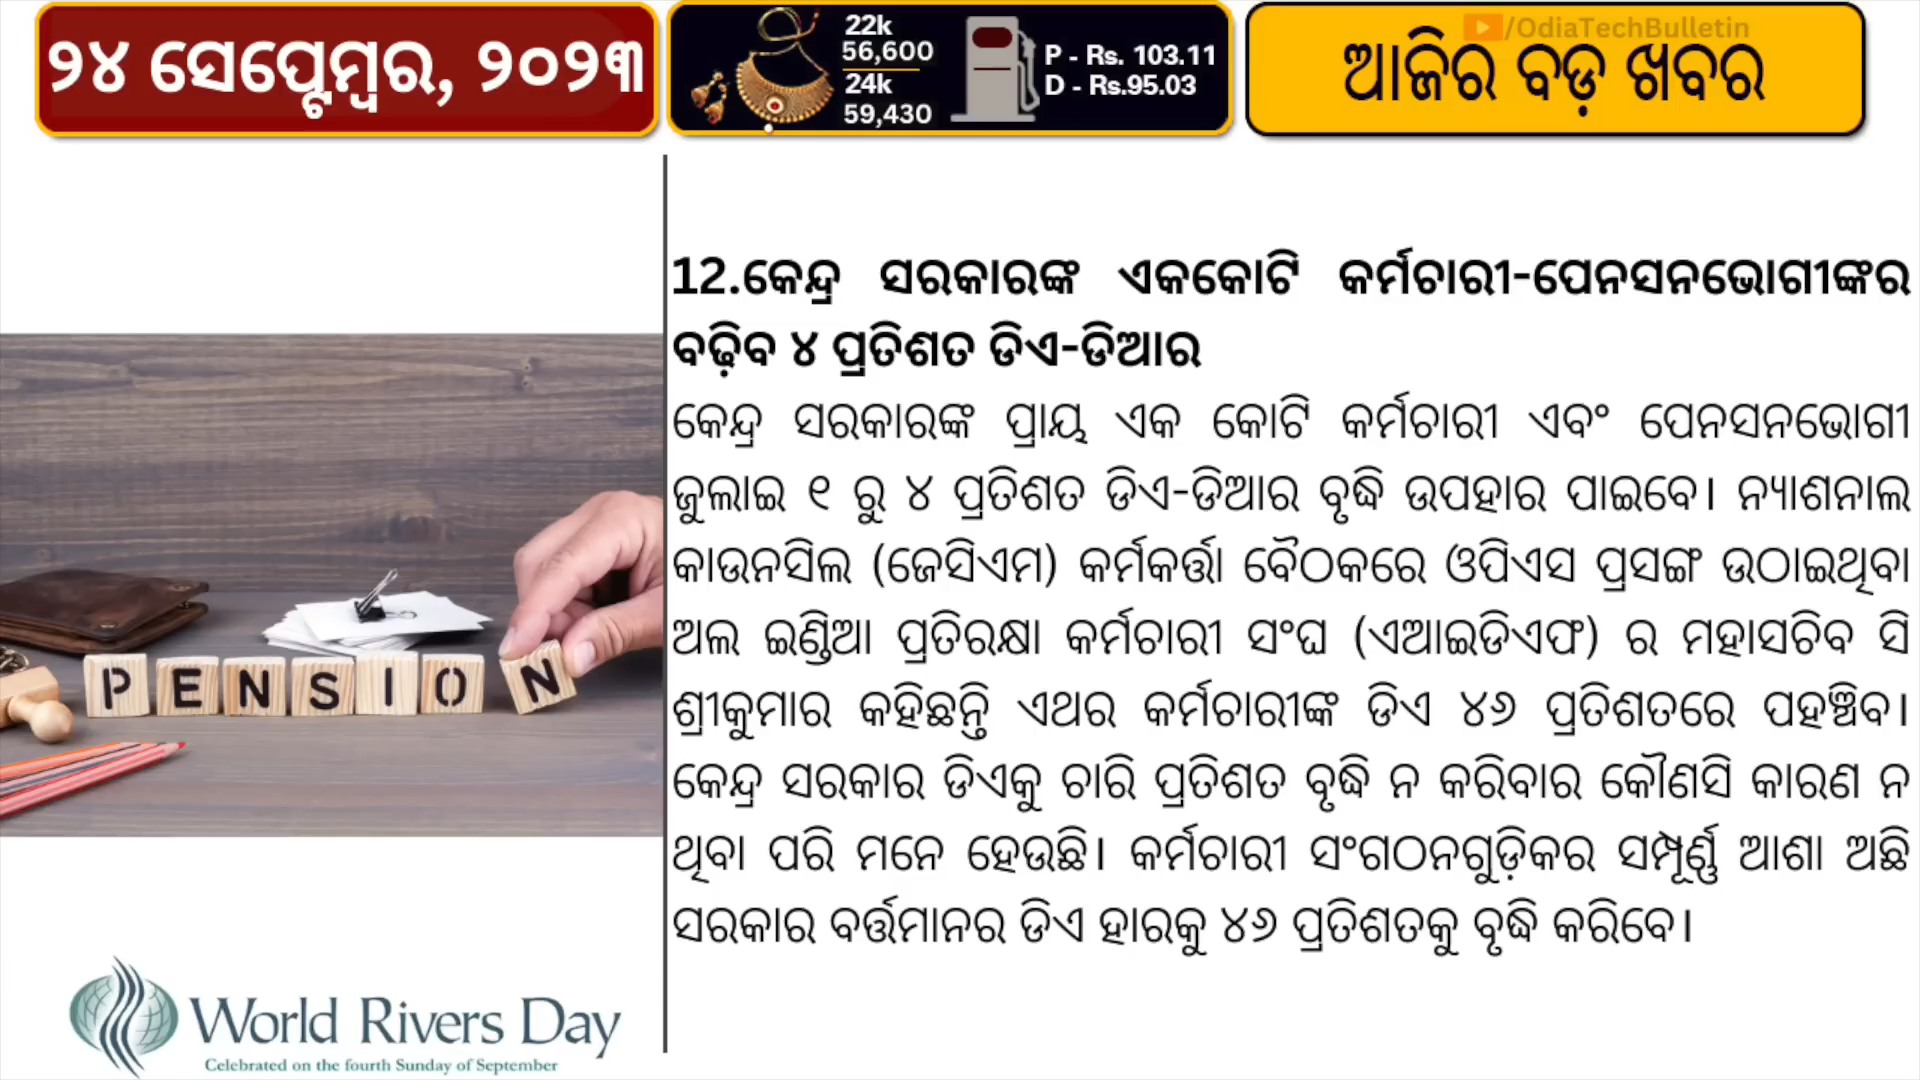 ୨୪ ସେପ୍ଟେମ୍ବର, ୨୦୨୩
22k
56,600
24k
59,430
P - Rs. 103.11
D - Rs.95.03
/OdiaTechBulletin
ଆଜିର ବଡ଼ ଖବର
12.କେନ୍ଦ୍ର ସରକାରଙ୍କ ଏକକୋଟି କର୍ମଚାରୀ-ପେନସନଭୋଗୀଙ୍କର
ବଢ଼ିବ ୪ ପ୍ରତିଶତ ଡିଏ-ଡିଆର
କେନ୍ଦ୍ର ସରକାରଙ୍କ ପ୍ରାୟ ଏକ କୋଟି କର୍ମଚାରୀ ଏବଂ ପେନସନଭୋଗୀ
ଜୁଲାଇ ୧ ରୁ ୪ ପ୍ରତିଶତ ଡିଏ-ଡିଆର ବୃଦ୍ଧି ଉପହାର ପାଇବେ। ନ୍ୟାଶନାଲ
କାଉନସିଲ (ଜେସିଏମ) କର୍ମକର୍ତ୍ତା ବୈଠକରେ ଓପିଏସ ପ୍ରସଙ୍ଗ ଉଠାଇଥିବା
ଅଲ ଇଣ୍ଡିଆ ପ୍ରତିରକ୍ଷା କର୍ମଚାରୀ ସଂଘ (ଏଆଇଡିଏଫ) ର ମହାସଚିବ ସି
ଶ୍ରୀକୁମାର କହିଛନ୍ତି ଏଥର କର୍ମଚାରୀଙ୍କ ଡିଏ ୪୬ ପ୍ରତିଶତରେ ପହଞ୍ଚିବ।
କେନ୍ଦ୍ର ସରକାର ଡିଏକୁ ଚାରି ପ୍ରତିଶତ ବୃଦ୍ଧି ନ କରିବାର କୌଣସି କାରଣ ନ
ଥିବା ପରି ମନେ ହେଉଛି। କର୍ମଚାରୀ ସଂଗଠନଗୁଡ଼ିକର ସମ୍ପୂର୍ଣ୍ଣ ଆଶା ଅଛି
ସରକାର ବର୍ତ୍ତମାନର ଡିଏ ହାରକୁ ୪୬ ପ୍ରତିଶତକୁ ବୃଦ୍ଧି କରିବେ।
PENSION
World Rivers Day
Celebrated on the fourth Sunday of September